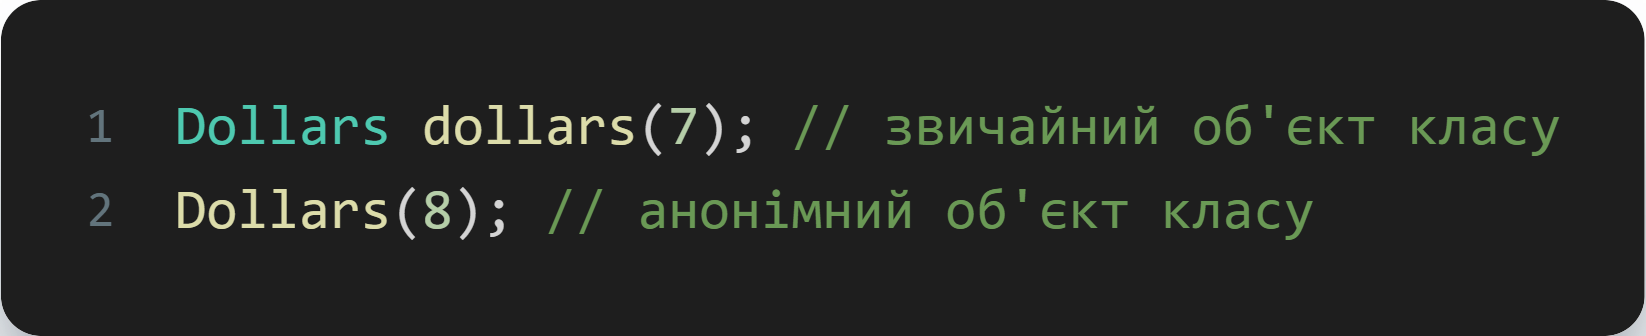 1 Dollars dollars(7); // звичайний об'єкт класу
2 Dollars(8); // анонімний об'єкт класу